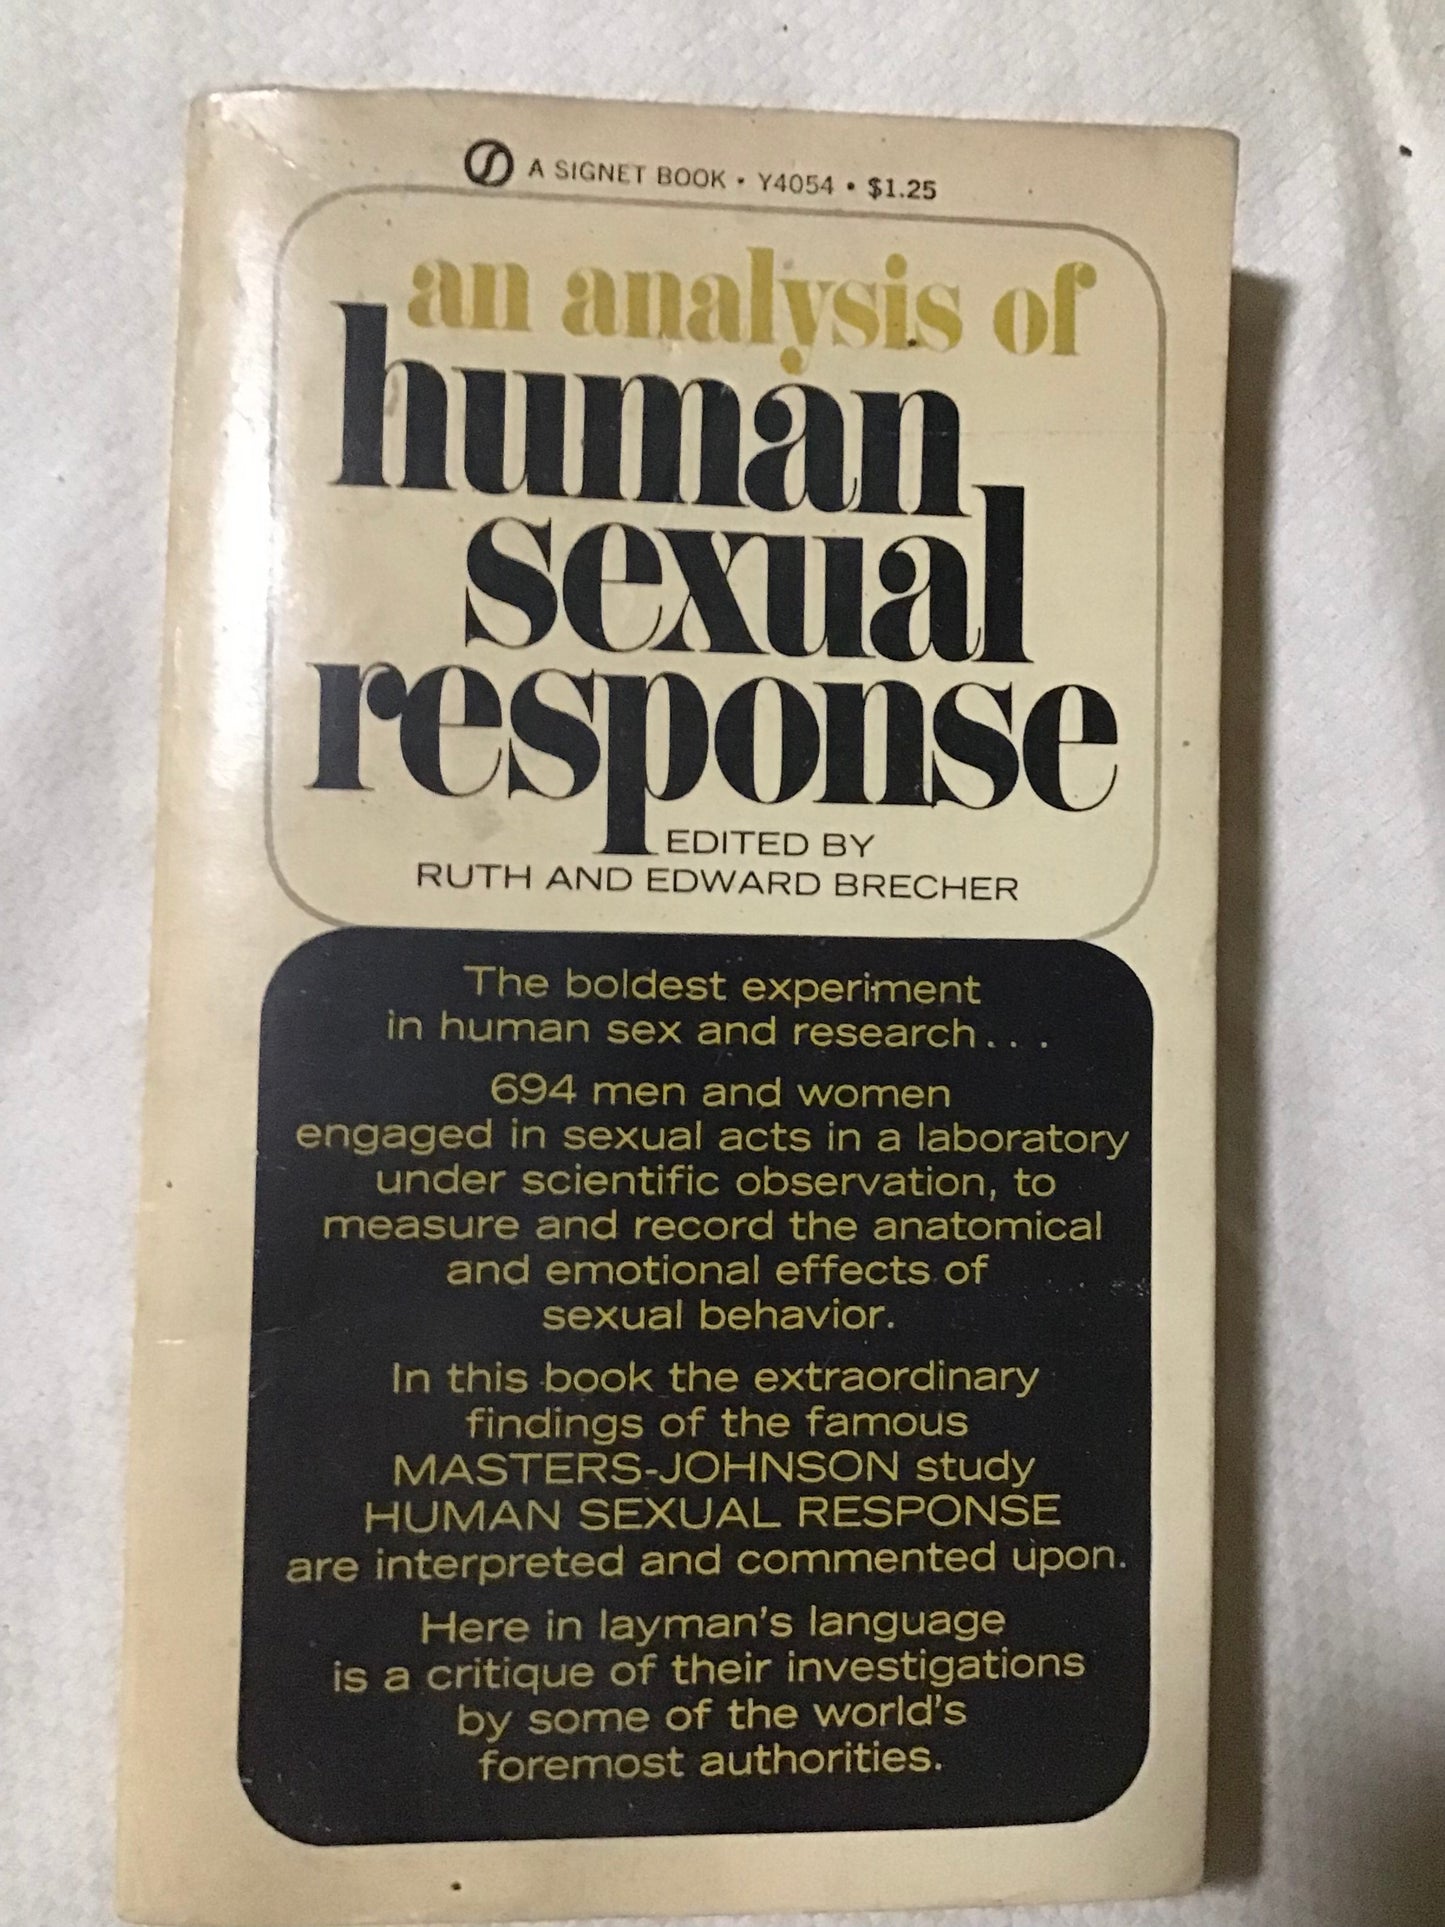 A SIGNET BOOK • Y4054 • $1.25
an analysis of
human
sexual
response
EDITED BY
RUTH AND EDWARD BRECHER
The boldest experiment
in human sex and research...
694 men and women
engaged in sexual acts in a laboratory
under scientific observation, to
measure and record the anatomical
and emotional effects of
sexual behavior.
In this book the extraordinary
findings of the famous
MASTERS-JOHNSON study
HUMAN SEXUAL RESPONSE
are interpreted and commented upon.
Here in layman's language
is a critique of their investigations
by some of the world's
foremost authorities.